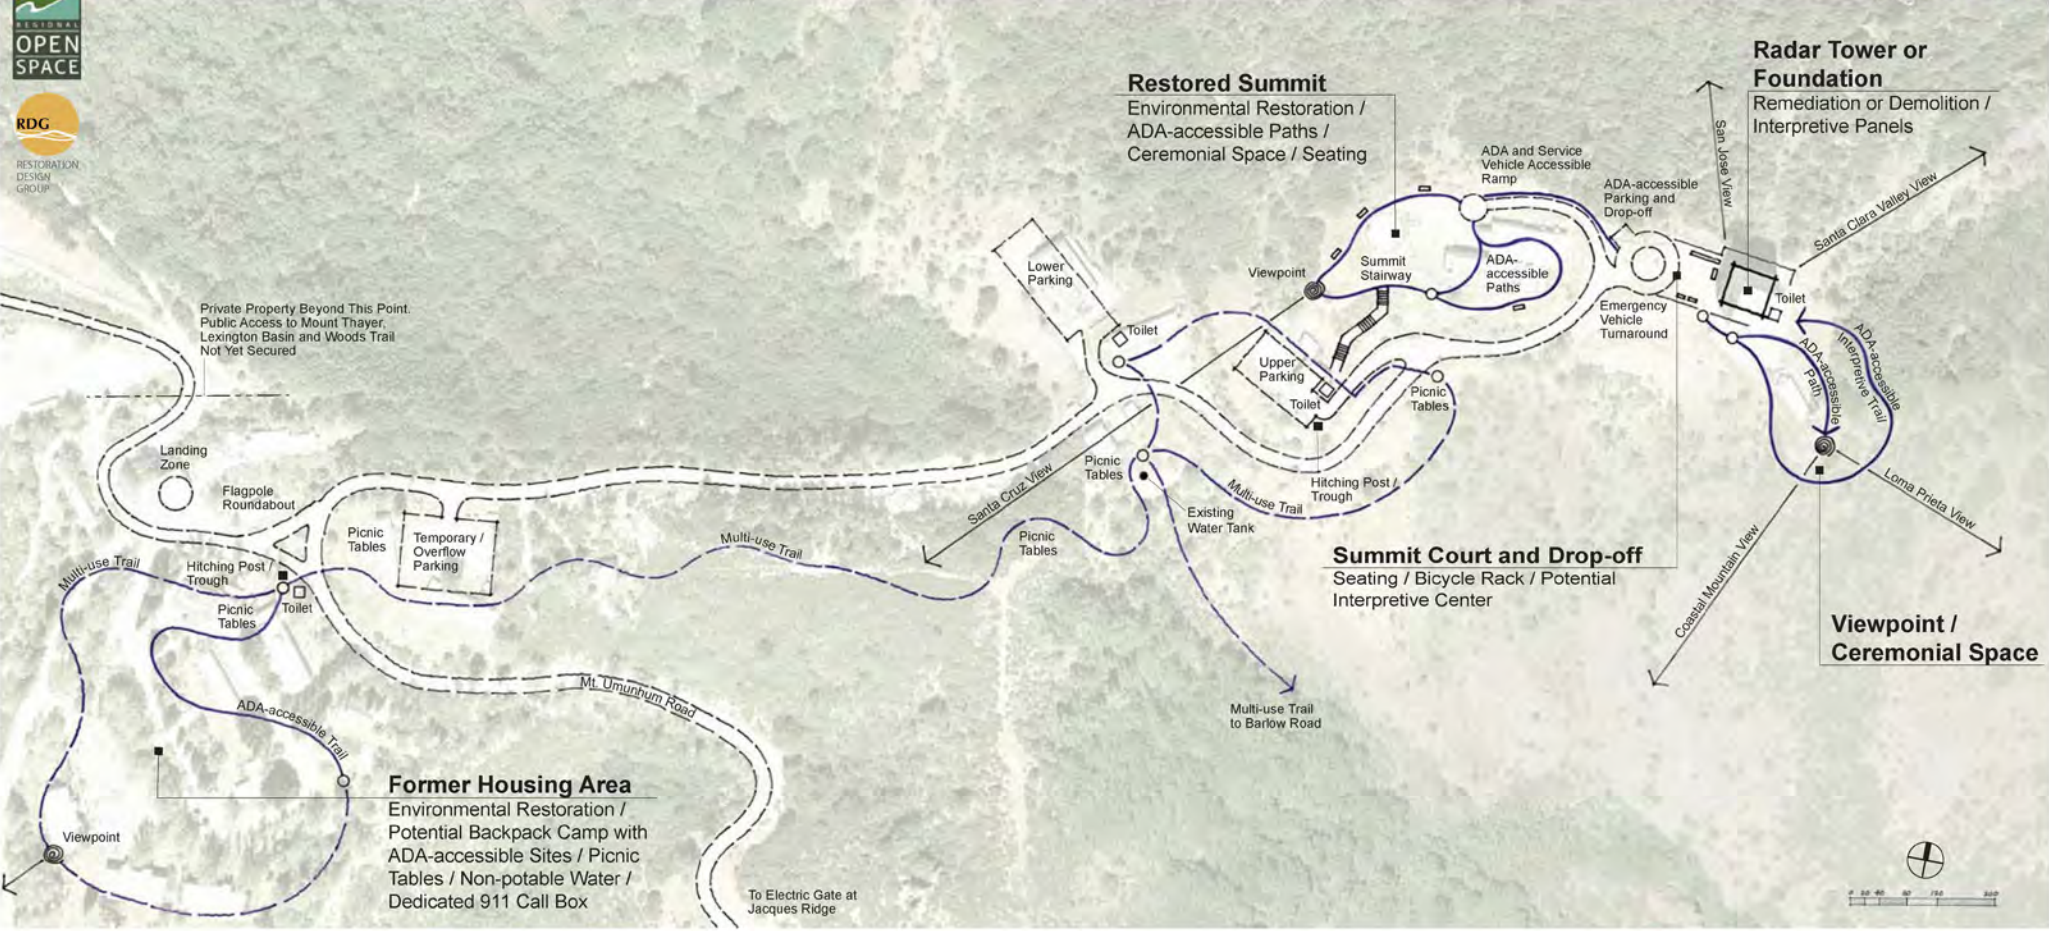 REGIONAL
OPEN
SPACE
RDG
RESTORATION
DESIGN
GROUP
Restored Summit
Environmental Restoration /
ADA-accessible Paths /
Ceremonial Space / Seating
Radar Tower or
Foundation
Remediation or Demolition /
Interpretive Panels
San Jose View
Santa Clara Valley View
ADA and Service
Vehicle Accessible
Ramp
ADA-accessible
Parking and
Drop-off
Lower
Parking
Viewpoint
Summit
Stairway
ADA-
accessible
Paths
Toilet
Emergency
Vehicle
Turnaround
Toilet
Private Property Beyond This Point.
Public Access to Mount Thayer,
Lexington Basin and Woods Trail
Not Yet Secured
Upper
Parking
Toilet
Picnic
Tables
ADA-accessible
Path
ADA-accessible
Interpretive Trail
Landing
Zone
Flagpole
Roundabout
Picnic
Tables
Temporary /
Overflow
Parking
Santa Cruz View
Picnic
Tables
Multi-use Trail
Hitching Post /
Trough
Existing
Water Tank
Picnic
Tables
Multi-use Trail
Loma Prieta View
Coastal Mountain View
Multi-use Trail
Hitching Post /
Trough
Picnic
Tables
Toilet
Summit Court and Drop-off
Seating / Bicycle Rack / Potential
Interpretive Center
Viewpoint /
Ceremonial Space
Mt. Umunhum Road
Multi-use Trail
to Barlow Road
ADA-accessible Trail
Former Housing Area
Environmental Restoration /
Potential Backpack Camp with
ADA-accessible Sites / Picnic
Tables / Non-potable Water /
Dedicated 911 Call Box
Viewpoint
To Electric Gate at
Jacques Ridge